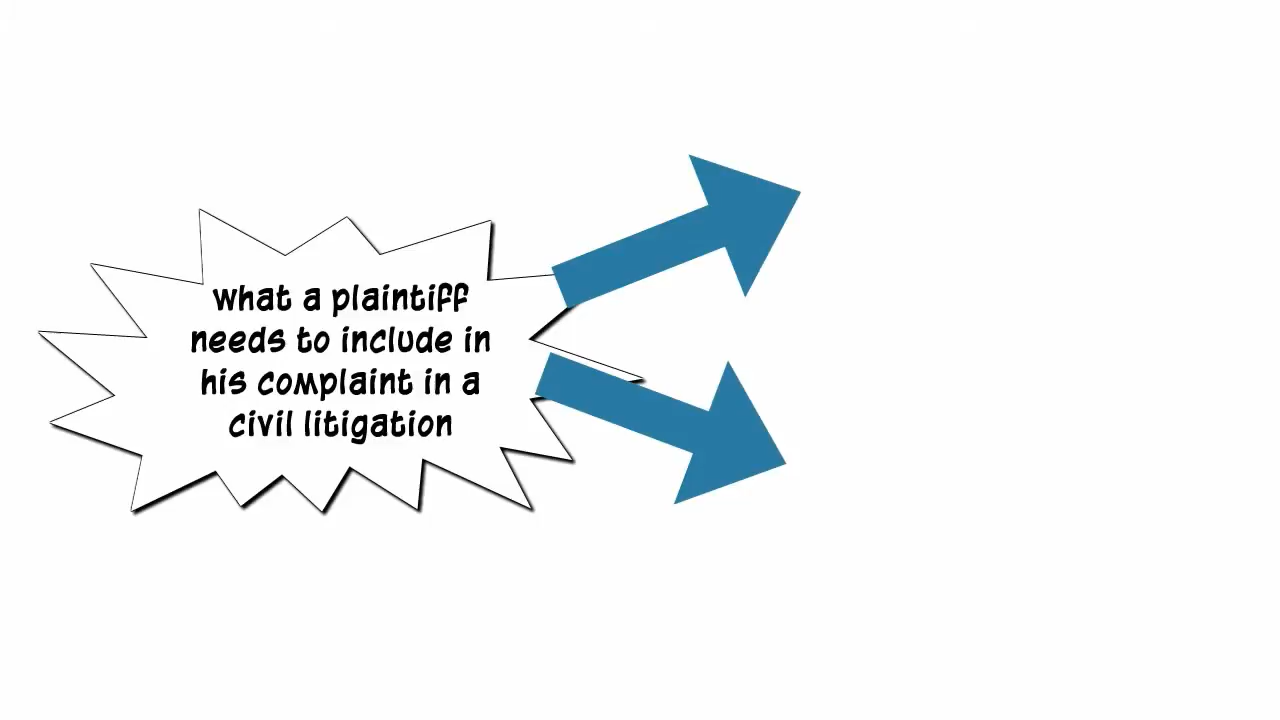 what a plaintiff
needs to include in
his complaint in a
civil litigation